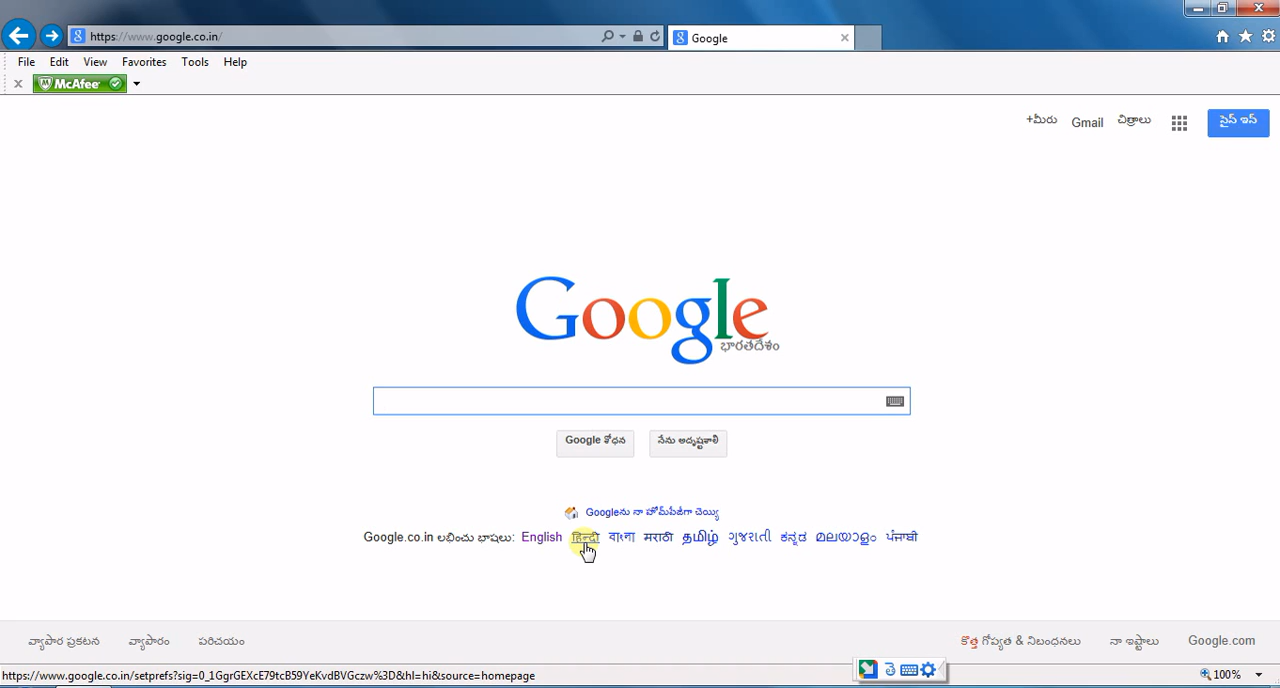 https://www.google.co.in/
Google
File Edit View Favorites Tools Help
McAfee
+మీరు Gmail చిత్రాలు సైన్ ఇన్
Google
భారతదేశం
Google శోధన నేను అదృష్టశాలి
Googleను నా హోమ్‌పేజీగా చెయ్యి
Google.co.in లభించు భాషలు: English हिन्दी বাংলা मराठी தமிழ் ગુજરાતી ಕನ್ನಡ മലയാളം ਪੰਜਾਬੀ
వ్యాపార ప్రకటన వ్యాపారం పరిచయం కొత్త గోప్యత & నిబంధనలు నా ఇష్టాలు Google.com
తె
https://www.google.co.in/setprefs?sig=0_1GgrGEXcE79tcB59YeKvdBVGczw%3D&hl=hi&source=homepage 100%